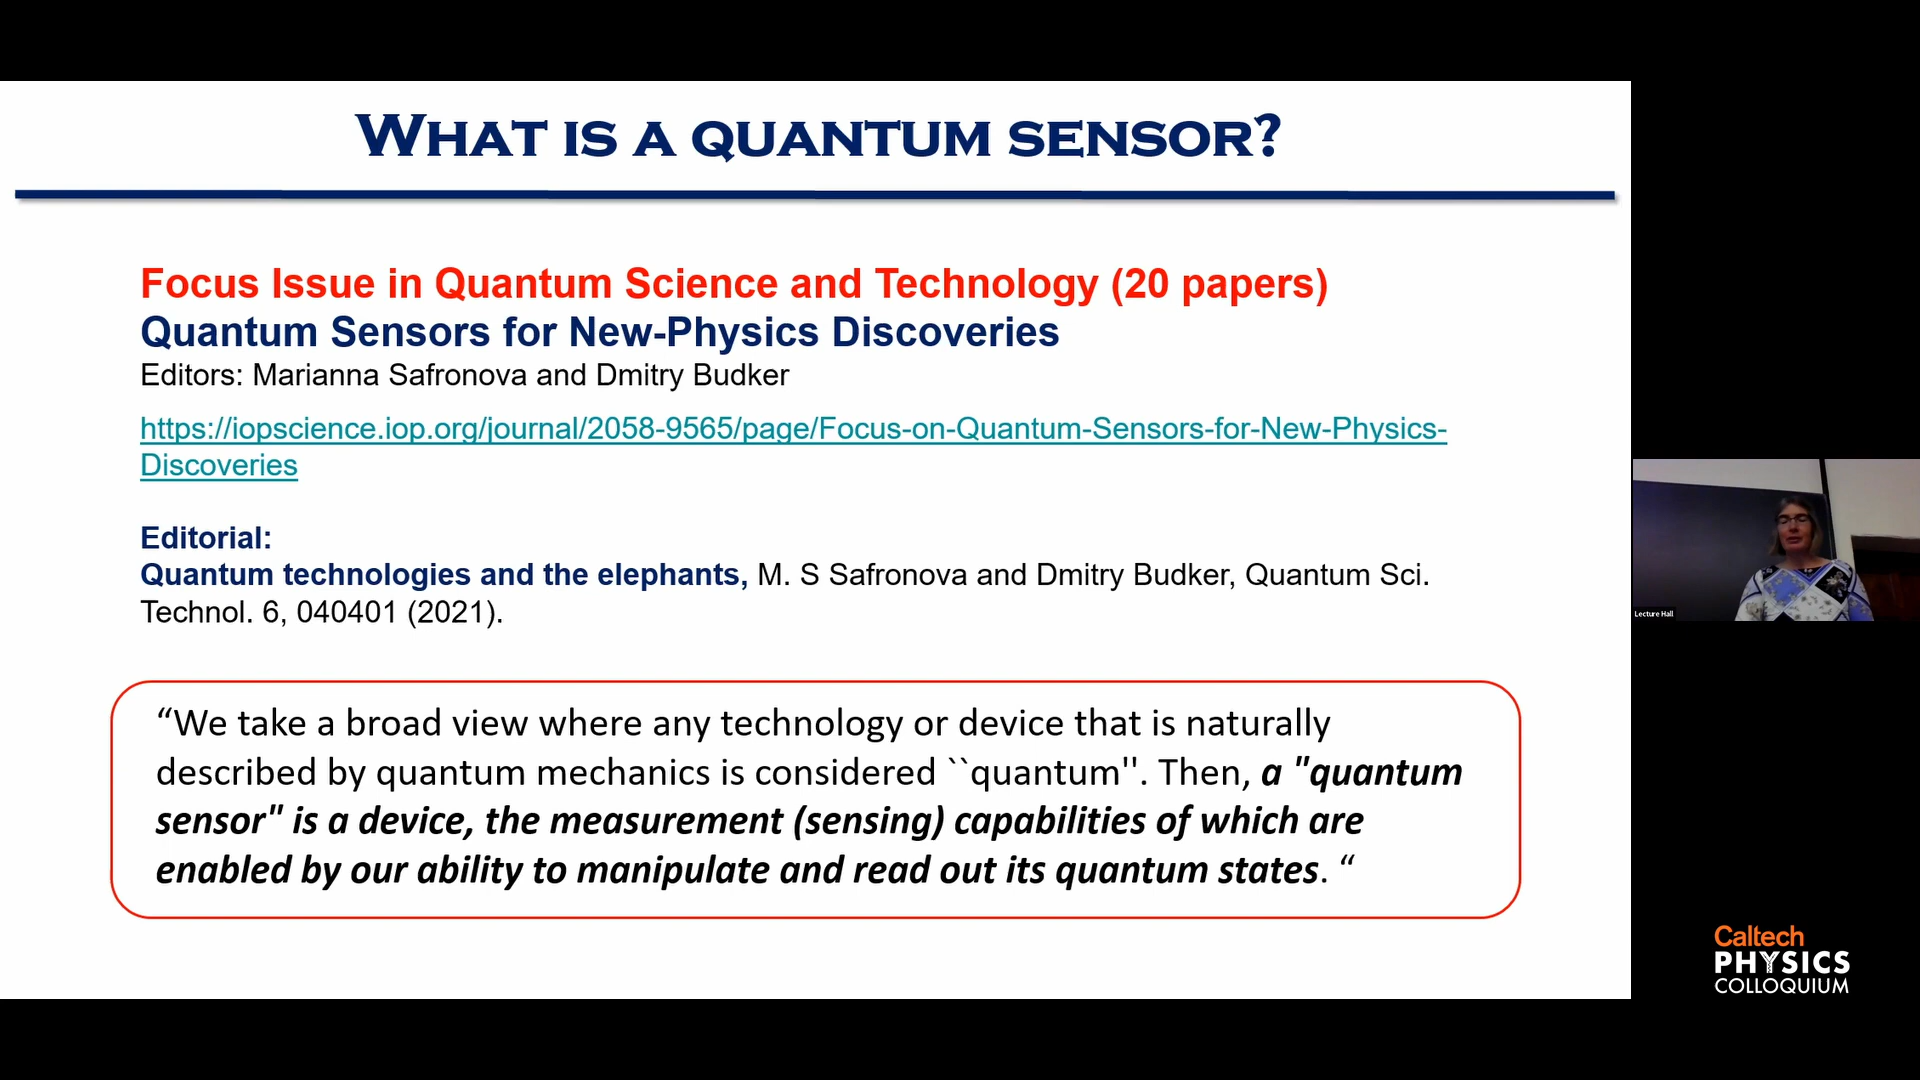 WHAT IS A QUANTUM SENSOR?
Focus Issue in Quantum Science and Technology (20 papers)
Quantum Sensors for New-Physics Discoveries
Editors: Marianna Safronova and Dmitry Budker
https://iopscience.iop.org/journal/2058-9565/page/Focus-on-Quantum-Sensors-for-New-Physics-
Discoveries
Editorial:
Quantum technologies and the elephants, M. S Safronova and Dmitry Budker, Quantum Sci.
Technol. 6, 040401 (2021).
“We take a broad view where any technology or device that is naturally
described by quantum mechanics is considered ``quantum''. Then, a "quantum
sensor" is a device, the measurement (sensing) capabilities of which are
enabled by our ability to manipulate and read out its quantum states. “
Lecture Hall
Caltech
PHYSICS
COLLOQUIUM